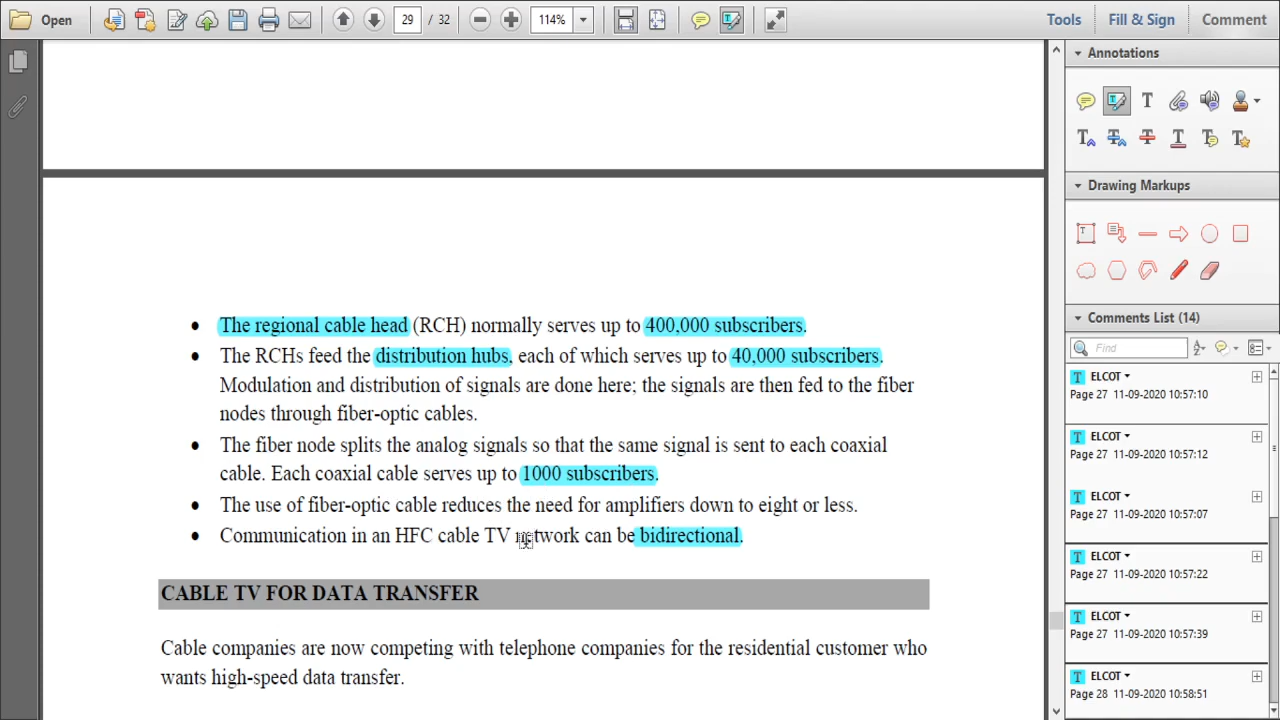 Open
29 / 32
114%
Tools
Fill & Sign
Comment
Annotations
Drawing Markups
Comments List (14)
Find
ELCOT
Page 27 11-09-2020 10:57:10
ELCOT
Page 27 11-09-2020 10:57:12
ELCOT
Page 27 11-09-2020 10:57:07
ELCOT
Page 27 11-09-2020 10:57:22
ELCOT
Page 27 11-09-2020 10:57:39
ELCOT
Page 28 11-09-2020 10:58:51
• The regional cable head (RCH) normally serves up to 400,000 subscribers.
• The RCHs feed the distribution hubs, each of which serves up to 40,000 subscribers.
Modulation and distribution of signals are done here; the signals are then fed to the fiber
nodes through fiber-optic cables.
• The fiber node splits the analog signals so that the same signal is sent to each coaxial
cable. Each coaxial cable serves up to 1000 subscribers.
• The use of fiber-optic cable reduces the need for amplifiers down to eight or less.
• Communication in an HFC cable TV network can be bidirectional.
CABLE TV FOR DATA TRANSFER
Cable companies are now competing with telephone companies for the residential customer who
wants high-speed data transfer.